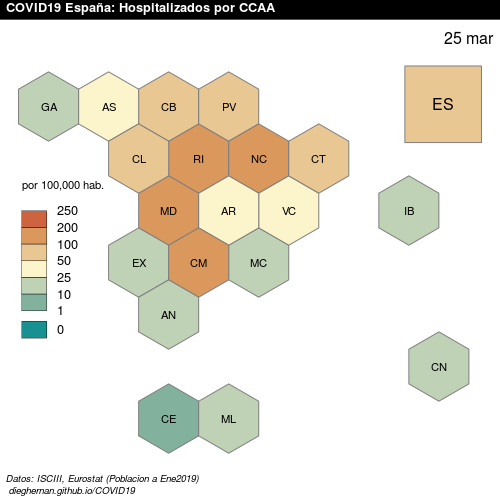 COVID19 España: Hospitalizados por CCAA
25 mar
ES
GA
AS
CB
PV
CL
RI
NC
CT
MD
AR
VC
IB
EX
CM
MC
AN
CN
CE
ML
por 100,000 hab.
250
200
100
50
25
10
1
0
Datos: ISCIII, Eurostat (Poblacion a Ene2019)
dieghernan.github.io/COVID19